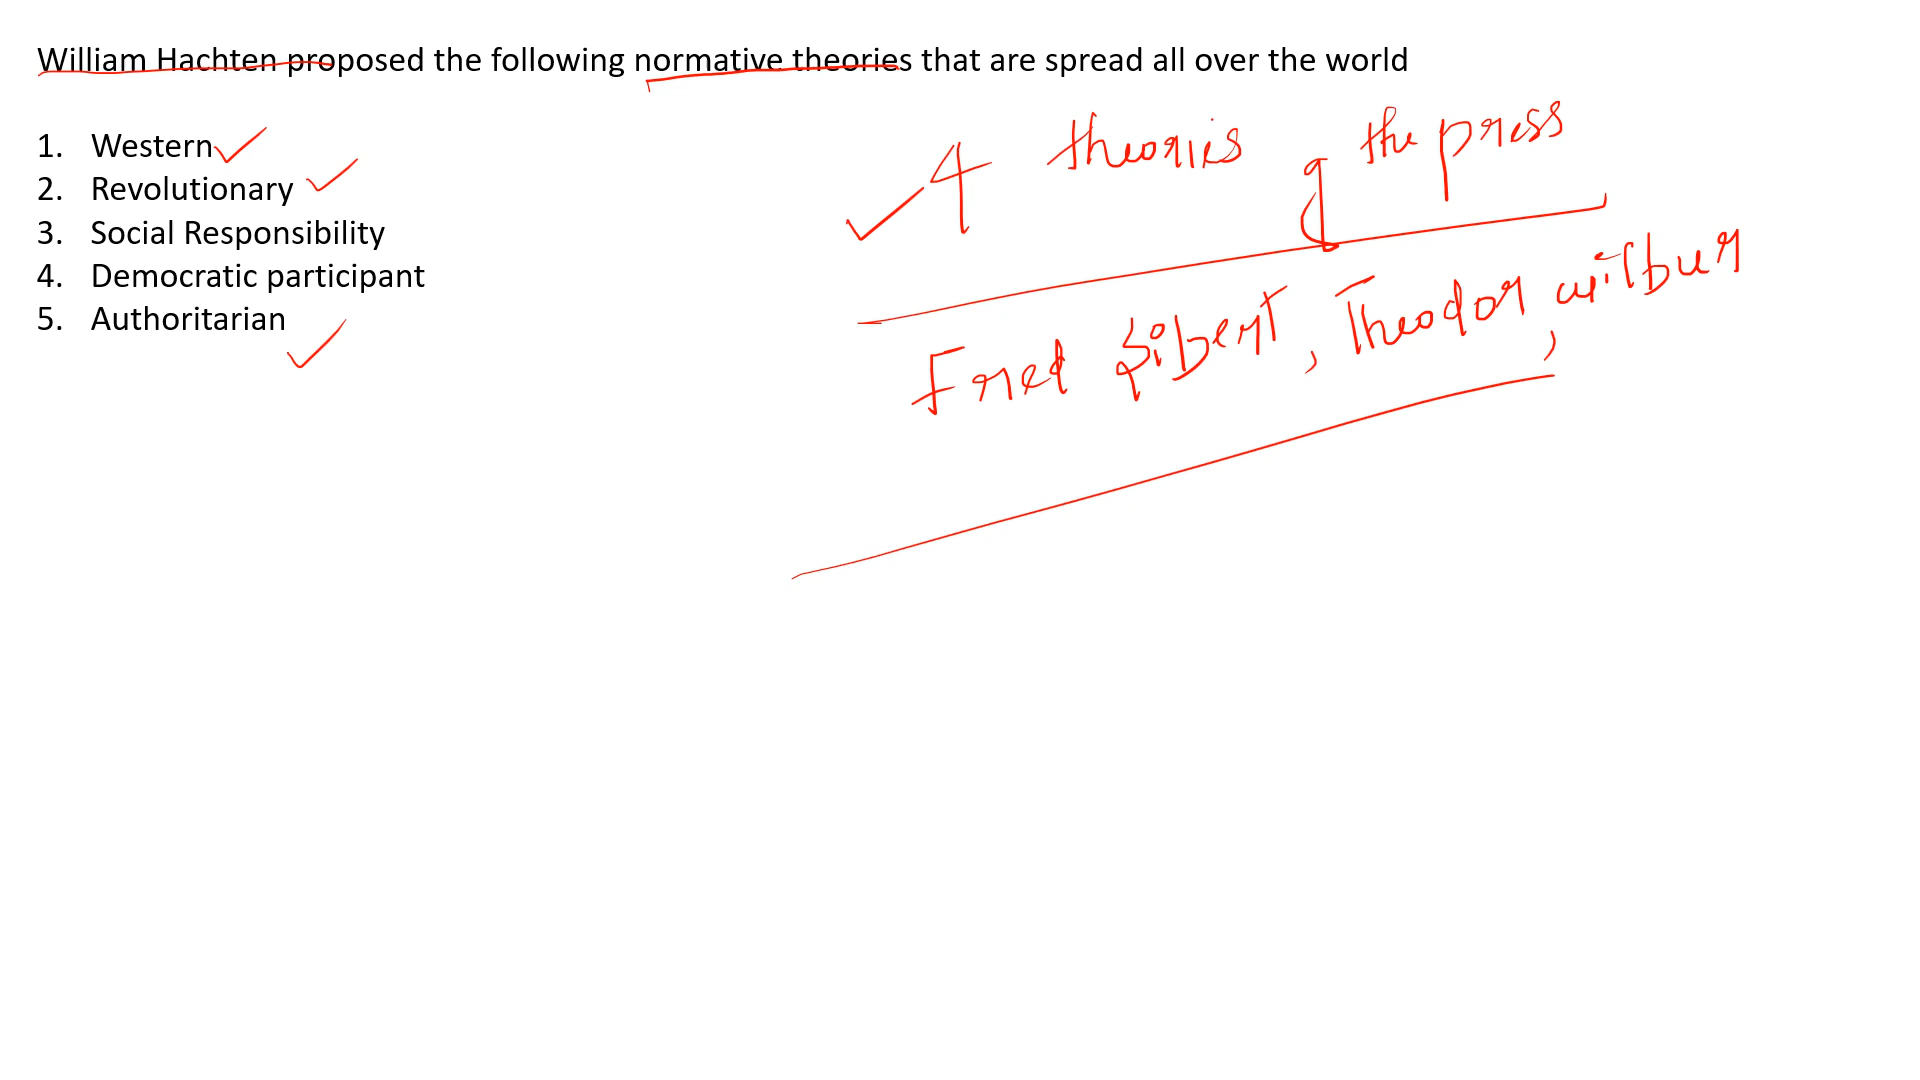 William Hachten proposed the following normative theories that are spread all over the world
1. Western
2. Revolutionary
3. Social Responsibility
4. Democratic participant
5. Authoritarian
4 theories of the press
Fred Sibert, Theodor, wilbur